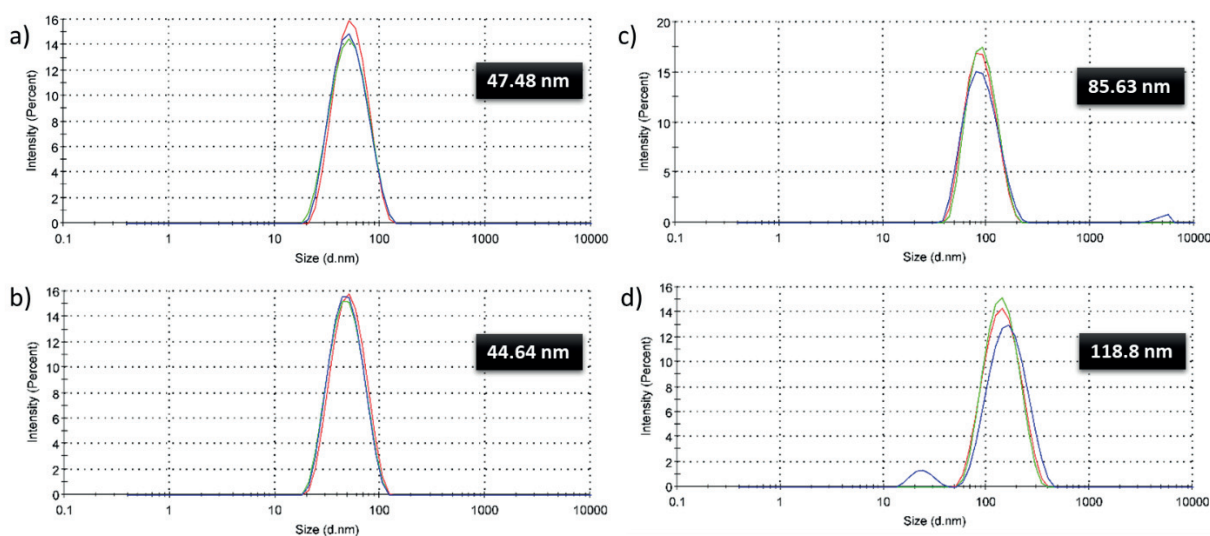 a)
Intensity (Percent)
16
14
12
10
8
6
4
2
0
47.48 nm
0.1 1 10 100 1000 10000
Size (d.nm)
b)
Intensity (Percent)
16
14
12
10
8
6
4
2
0
44.64 nm
0.1 1 10 100 1000 10000
Size (d.nm)
c)
Intensity (Percent)
20
15
10
5
0
85.63 nm
0.1 1 10 100 1000 10000
Size (d.nm)
d)
Intensity (Percent)
16
14
12
10
8
6
4
2
0
118.8 nm
0.1 1 10 100 1000 10000
Size (d.nm)